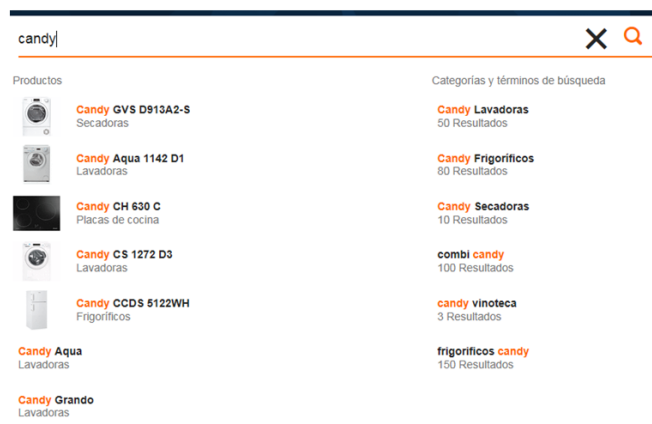 candy
Productos
Candy GVS D913A2-S
Secadoras
Candy Aqua 1142 D1
Lavadoras
Candy CH 630 C
Placas de cocina
Candy CS 1272 D3
Lavadoras
Candy CCDS 5122WH
Frigoríficos
Candy Aqua
Lavadoras
Candy Grando
Lavadoras
Categorías y términos de búsqueda
Candy Lavadoras
50 Resultados
Candy Frigoríficos
80 Resultados
Candy Secadoras
10 Resultados
combi candy
100 Resultados
candy vinoteca
3 Resultados
frigorificos candy
150 Resultados